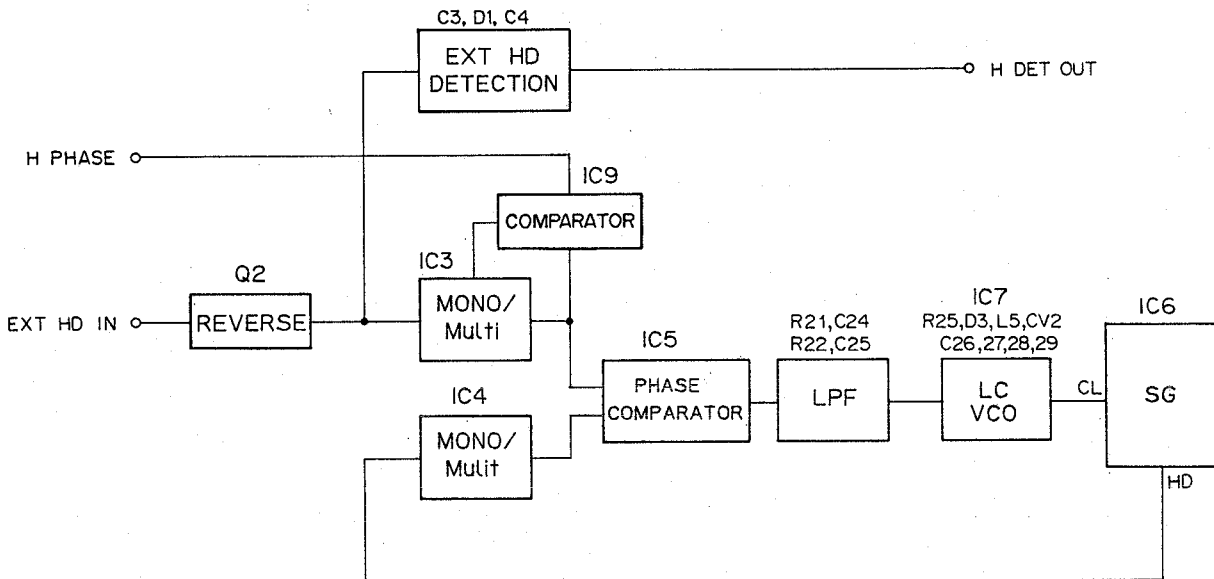 C3, D1, C4
EXT HD
DETECTION
H DET OUT
H PHASE
IC9
COMPARATOR
IC3
MONO/
Multi
Q2
EXT HD IN
REVERSE
IC5
PHASE
COMPARATOR
R21,C24
R22,C25
LPF
IC7
R25,D3,L5,CV2
C26,27,28,29
LC
VCO
CL
IC6
SG
HD
IC4
MONO/
Mulit